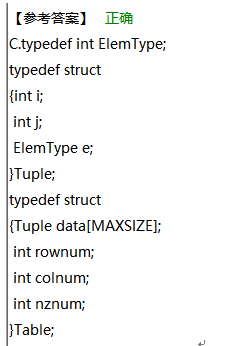 【参考答案】 正确
C.typedef int ElemType;
typedef struct
{int i;
int j;
ElemType e;
}Tuple;
typedef struct
{Tuple data[MAXSIZE];
int rownum;
int colnum;
int nznum;
}Table;